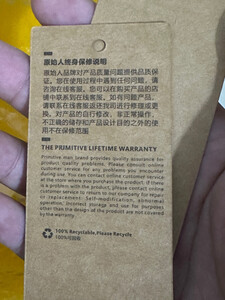 原始人终身保修说明
原始人品牌对产品质量问题提供品质保
证。您在使用过程中遇到任何问题、请
咨询在线客服。您可以在购买产品的店
铺中联系到在线客服。如有问题产品、
请联系在线客服返还我司进行修理或更
换。对产品的自行修改、非正常操作、
不正确的储存和产品设计目的之外的使
用不在保修范围
THE PRIMITIVE LIFETIME WARRANTY
Primitive man brand provides quality assurance for
product quality problems. Please consult online
customer service for any problems you encounter
during use. You can contact online customer service
at the store where you purchase the product. If there
is a problem with the product, please contact online
customer service to return to our company for repair
or replacement. Self-modification, abnormal
operation, incorrect storage and use for purposes
other than the design of the product are not covered
by the warranty
100% Recyclable.Please Recycle
100%可回收